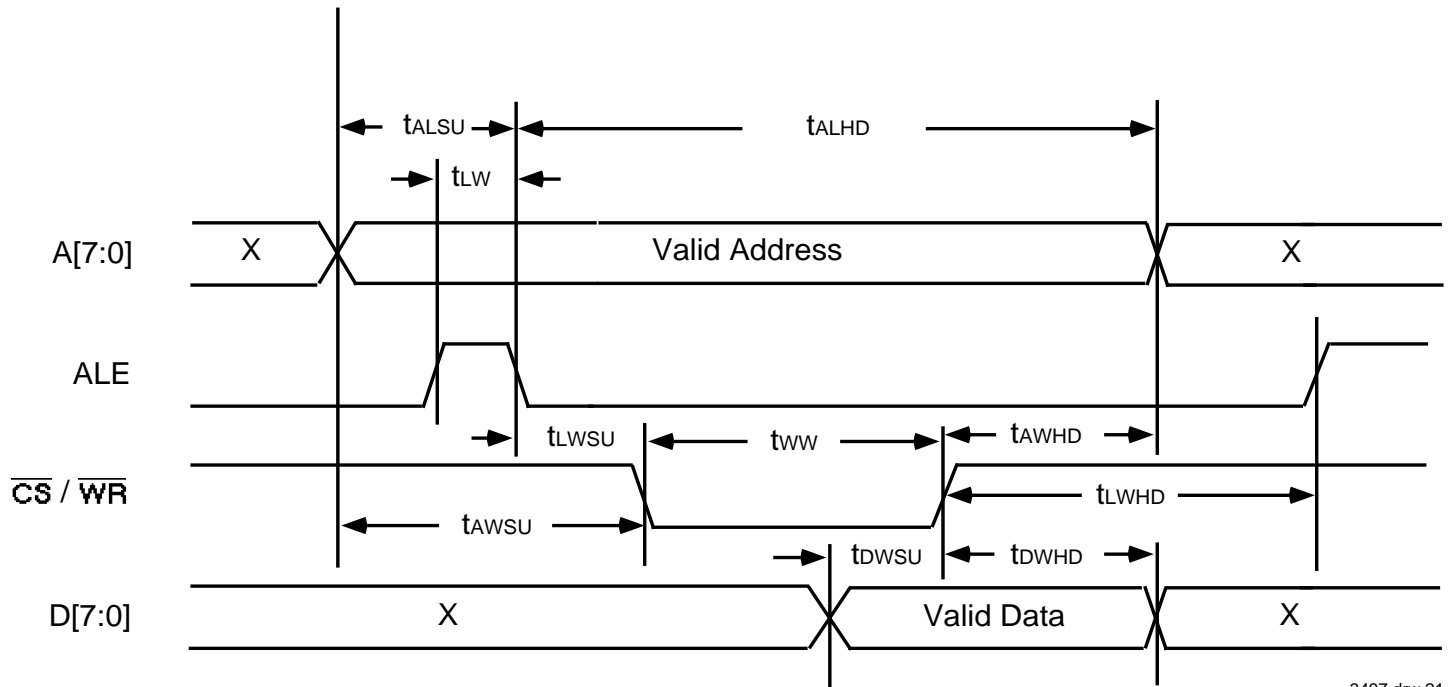 tALSU
tALHD
tLW
A[7:0]
X
Valid Address
X
ALE
tLWSU
tWW
tAWHD
CS / WR
tLWHD
tAWSU
tDWSU
tDWHD
D[7:0]
X
Valid Data
X